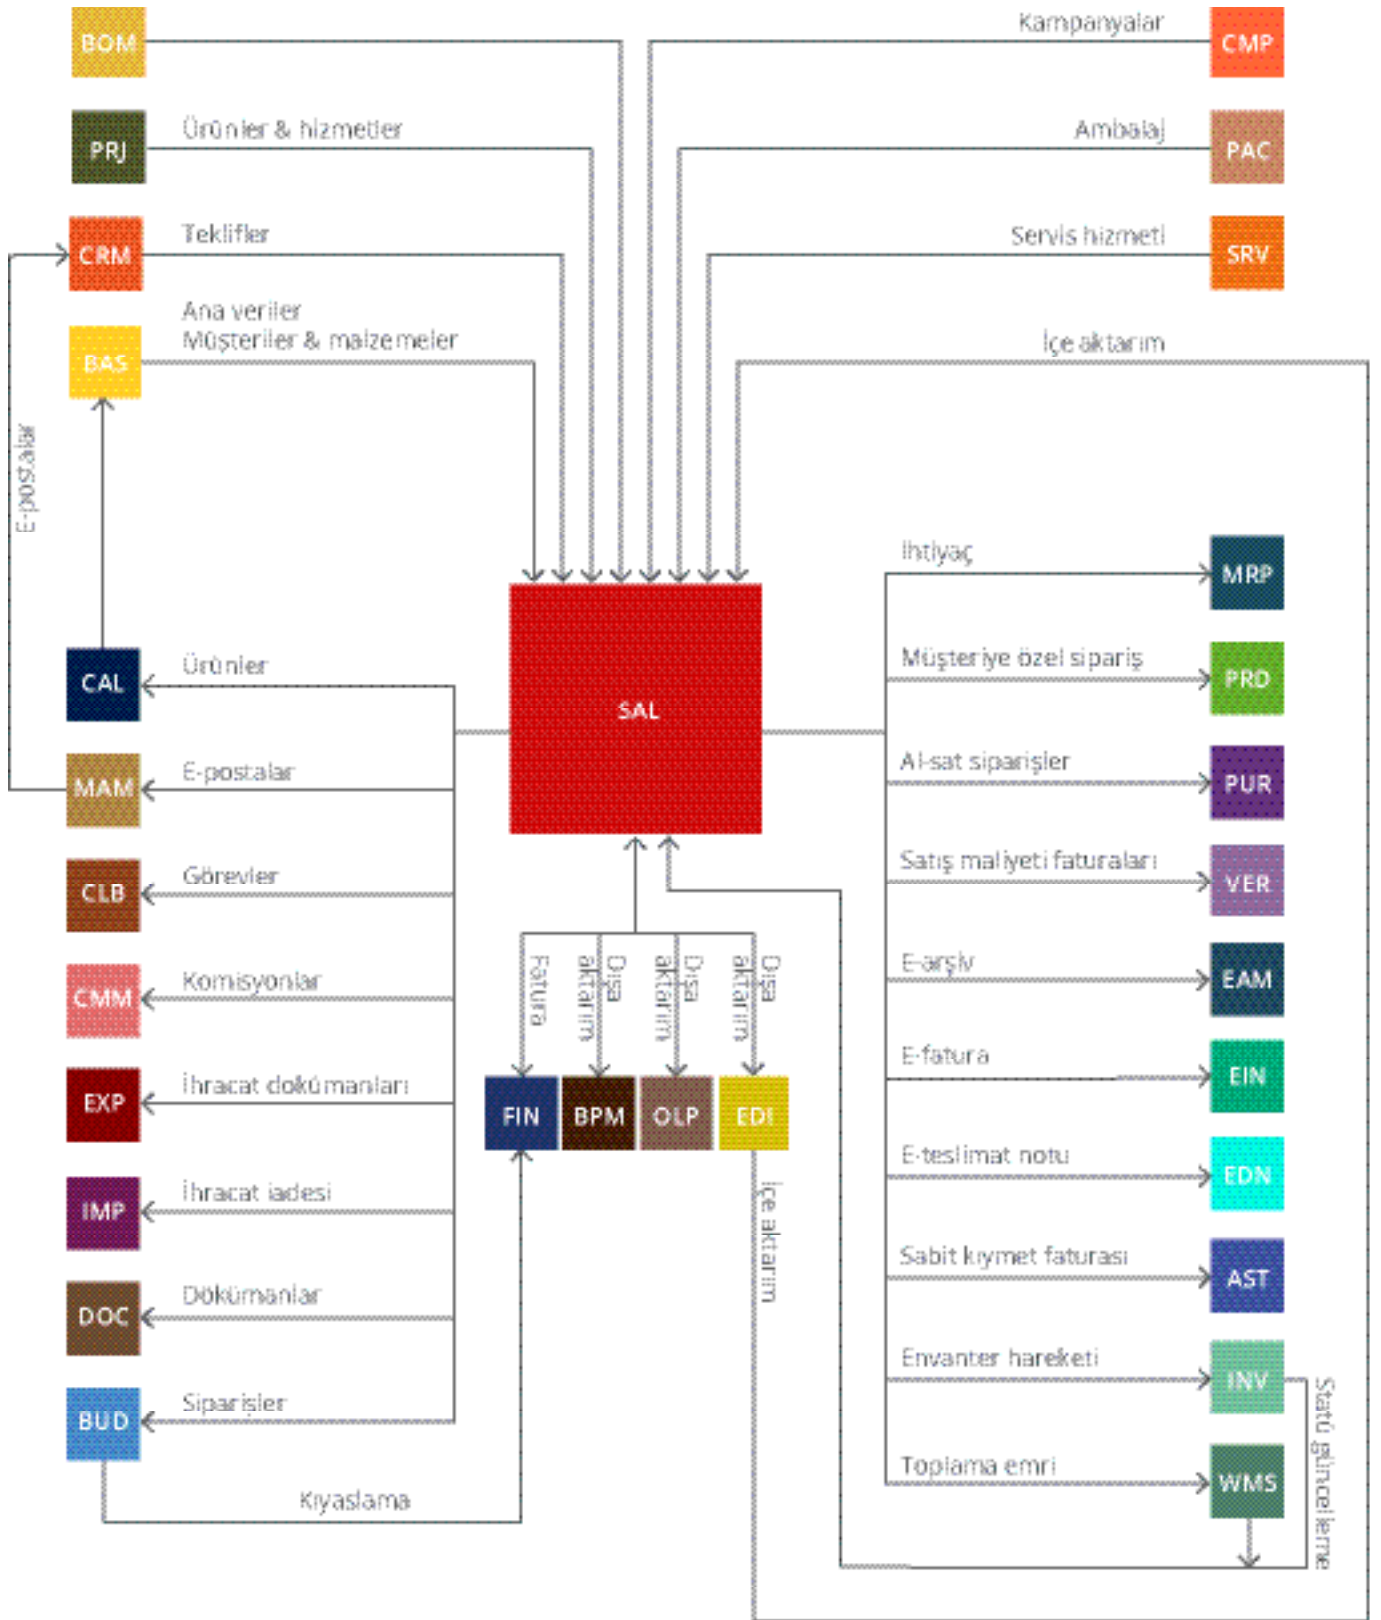 BOM
Kampanyalar
CMP
PRJ
Ürünler & hizmetler
Ambalaj
PAC
CRM
Teklifler
Servis hizmeti
SRV
Ana veriler
Müşteriler & malzemeler
BAS
İçe aktarım
E-postalar
SAL
CAL
Ürünler
MAM
E-postalar
CLB
Görevler
CMM
Komisyonlar
EXP
İhracat dokümanları
IMP
İhracat iadesi
DOC
Dökümanlar
BUD
Siparişler
Kıyaslama
Fatura
Dışa
aktarım
Dışa
aktarım
Dışa
aktarım
FIN
BPM
OLP
EDI
İçe aktarım
İhtiyaç
MRP
Müşteriye özel sipariş
PRD
Al-sat siparişler
PUR
Satış maliyeti faturaları
VER
E-arşiv
EAM
E-fatura
EIN
E-teslimat notu
EDN
Sabit kıymet faturası
AST
Envanter hareketi
INV
Toplama emri
WMS
Statü güncelleme